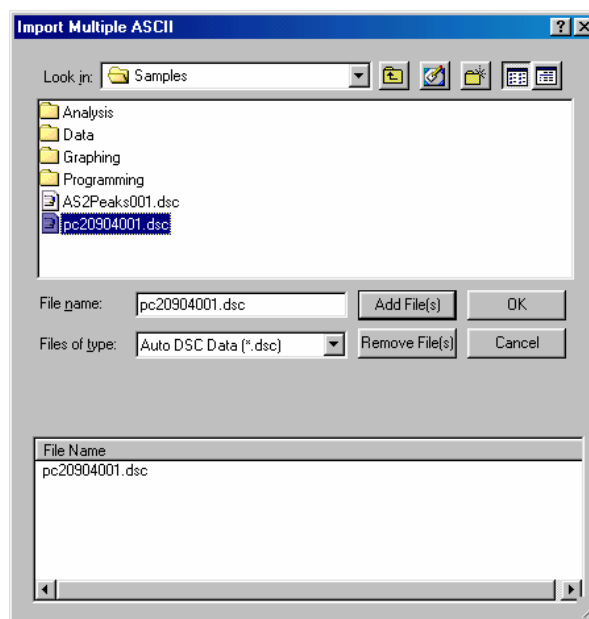 Import Multiple ASCII
Look in: Samples
Analysis
Data
Graphing
Programming
AS2Peaks001.dsc
pc20904001.dsc
File name: pc20904001.dsc Add File(s) OK
Files of type: Auto DSC Data (*.dsc) Remove File(s) Cancel
File Name
pc20904001.dsc